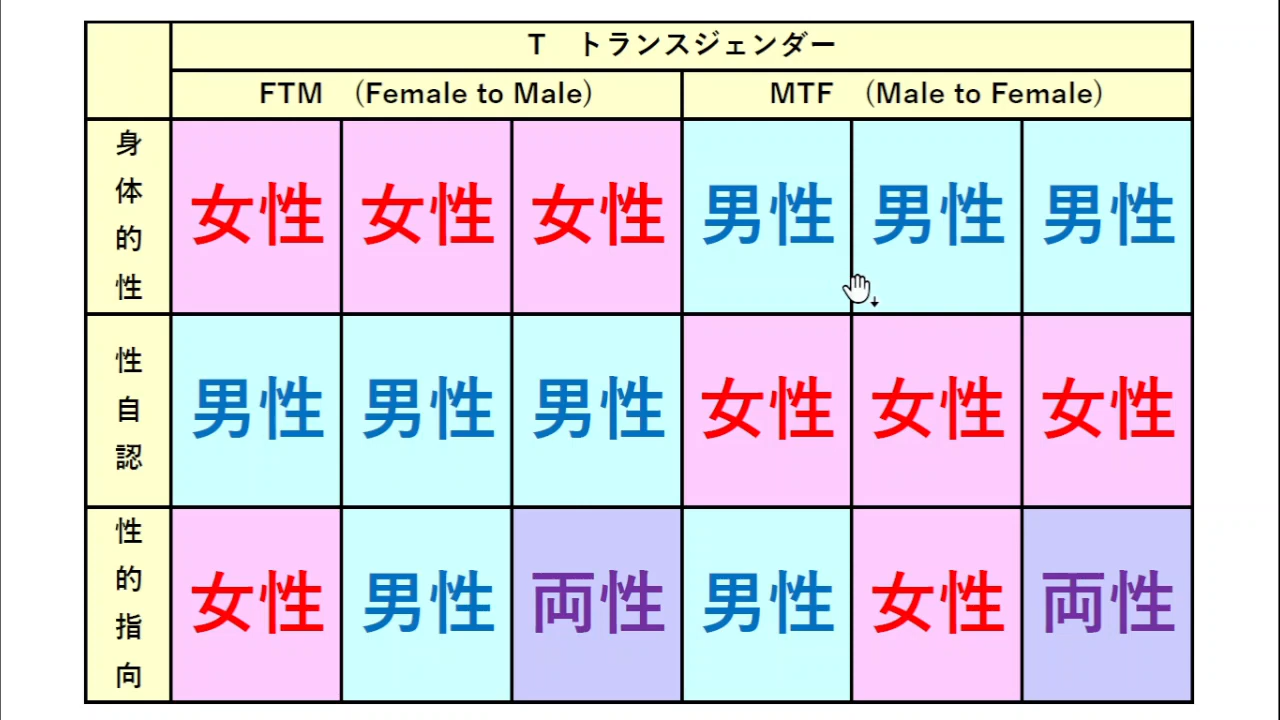 T　トランスジェンダー
FTM　(Female to Male)
MTF　(Male to Female)
身体的性
女性
女性
女性
男性
男性
男性
性自認
男性
男性
男性
女性
女性
女性
性的指向
女性
男性
両性
男性
女性
両性